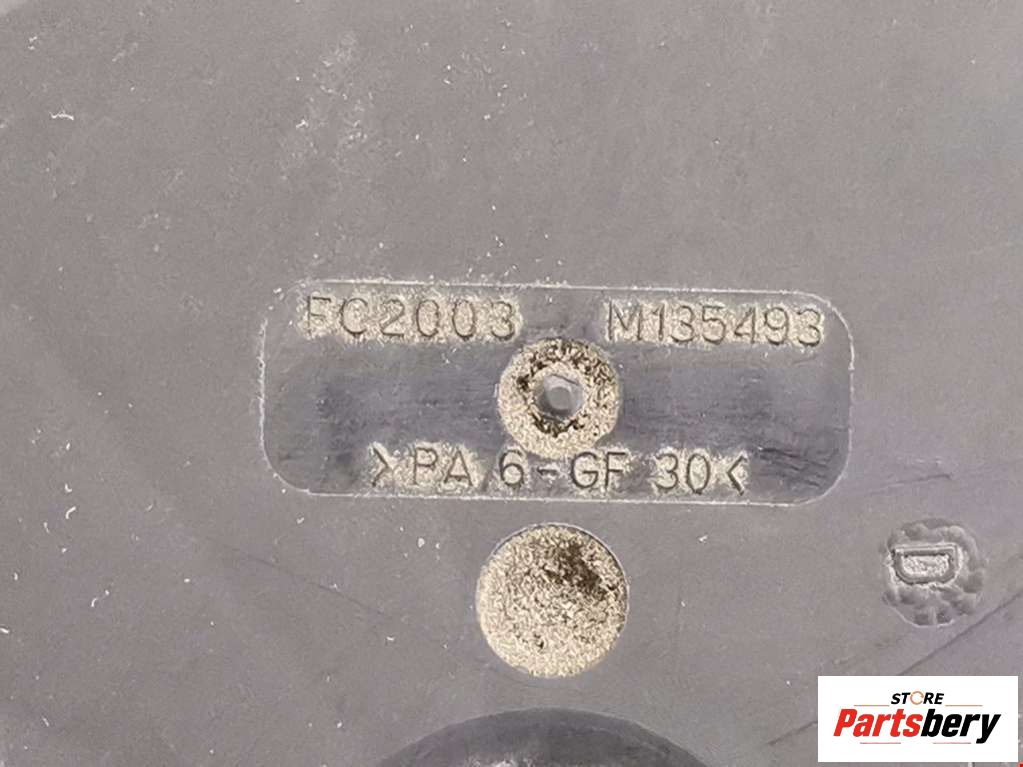 FC2003 M135493
>PA 6-GF 30<
D
STORE
Partsbery